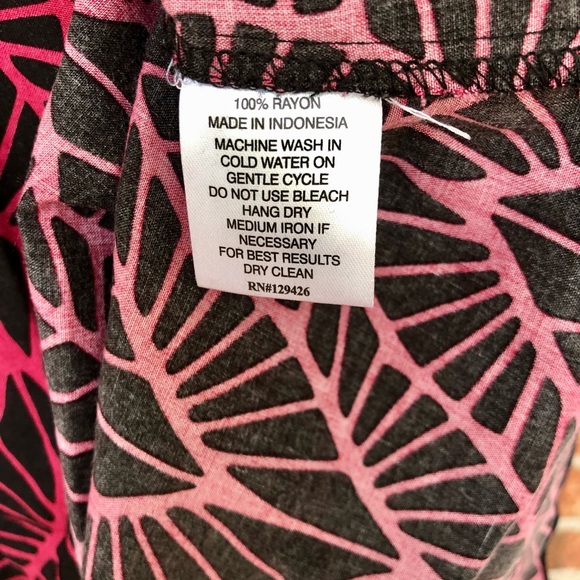 100% RAYON
MADE IN INDONESIA
MACHINE WASH IN
COLD WATER ON
GENTLE CYCLE
DO NOT USE BLEACH
HANG DRY
MEDIUM IRON IF
NECESSARY
FOR BEST RESULTS
DRY CLEAN
RN#129426